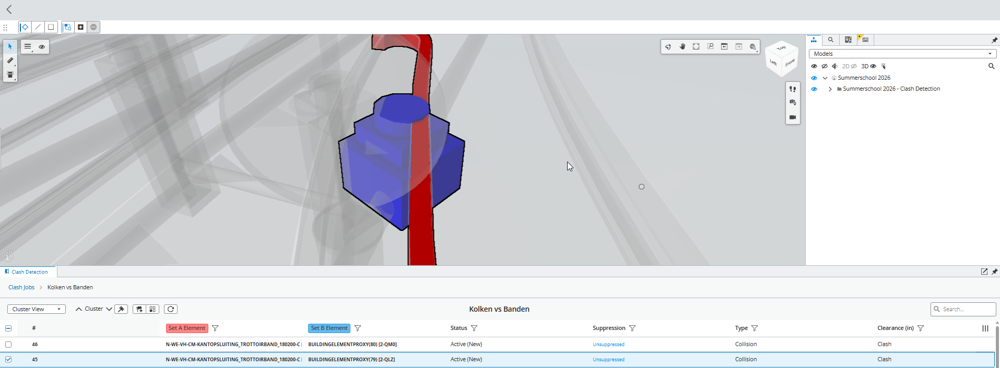 Top
Left
Front
Models
2D
3D
Summerschool 2026
Summerschool 2026 - Clash Detection
Clash Detection
Clash Jobs > Kolken vs Banden
Cluster View
Cluster
Kolken vs Banden
Search...
# Set A Element Set B Element Status Suppression Type Clearance (in)
46 N-WE-VH-CM-KANTOPSLUITING_TROTTOIRBAND_180200-C BUILDINGELEMENTPROXY(80) [2-QM0] Active (New) Unsuppressed Collision Clash
45 N-WE-VH-CM-KANTOPSLUITING_TROTTOIRBAND_180200-C BUILDINGELEMENTPROXY(79) [2-QLZ] Active (New) Unsuppressed Collision Clash